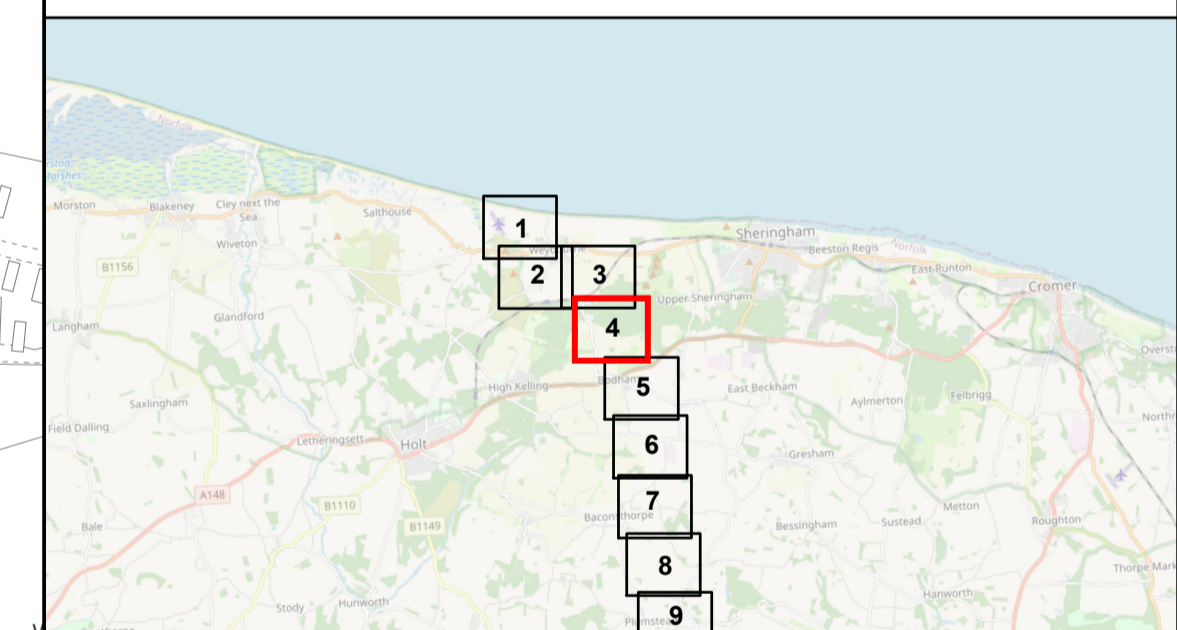 Norfolk
Morston
Blakeney
Cley next the
Sea
Salthouse
Wiveton
B1156
1
2
3
4
5
6
7
8
9
Sheringham
Beeston Regis
Norfolk
East Runton
Cromer
Upper Sheringham
Langham
Glandford
High Kelling
Bodham
East Beckham
Saxlingham
Aylmerton
Felbrigg
Field Dalling
Letheringsett
Holt
Gresham
A148
B1110
B1149
Baconsthorpe
Metton
Bale
Bessingham
Sustead
Roughton
Stody
Hunworth
Hanworth